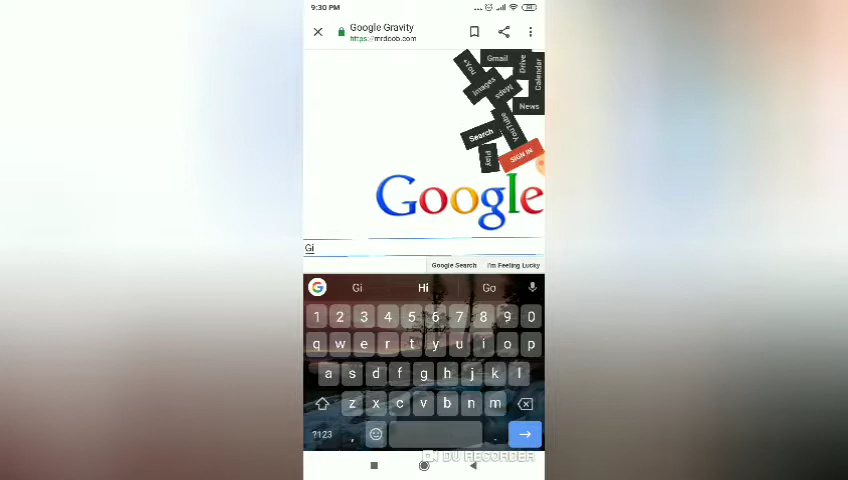 9:30 PM
Google Gravity
https://mrdoob.com
+You
Gmail
Drive
Calendar
Images
Maps
News
YouTube
Search
Play
SIGN IN
Google
Gi
Google Search I'm Feeling Lucky
Gi Hi Go
1 2 3 4 5 6 7 8 9 0
q w e r t y u i o p
a s d f g h j k l
z x c v b n m
?123 , .
DU RECORDER